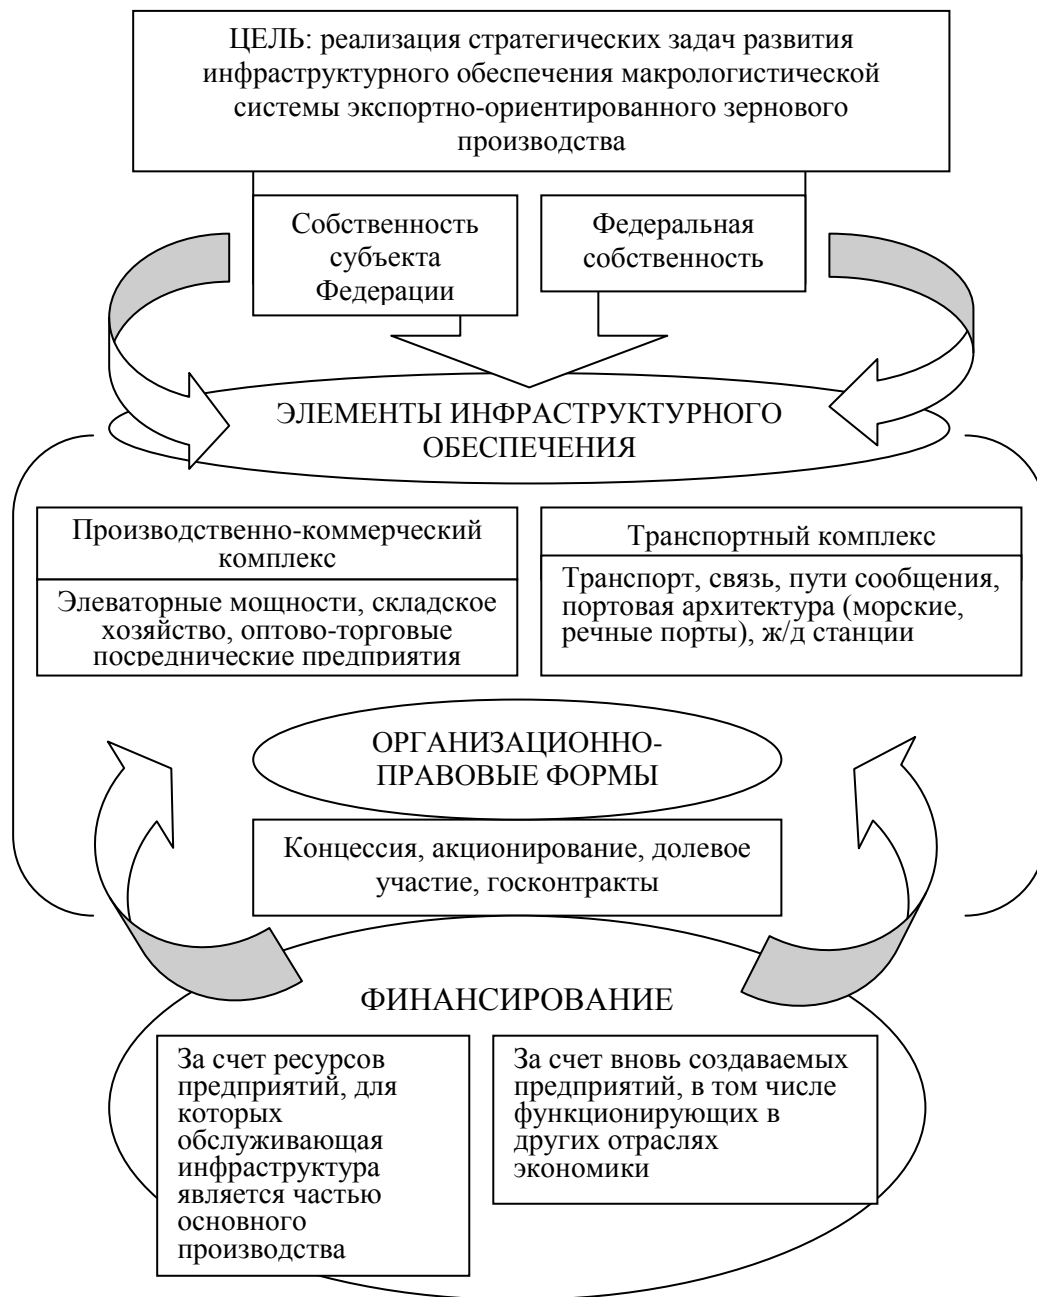 ЦЕЛЬ: реализация стратегических задач развития
инфраструктурного обеспечения макрологистической
системы экспортно-ориентированного зернового
производства
Собственность
субъекта
Федерации
Федеральная
собственность
ЭЛЕМЕНТЫ ИНФРАСТРУКТУРНОГО
ОБЕСПЕЧЕНИЯ
Производственно-коммерческий
комплекс
Элеваторные мощности, складское
хозяйство, оптово-торговые
посреднические предприятия
Транспортный комплекс
Транспорт, связь, пути сообщения,
портовая архитектура (морские,
речные порты), ж/д станции
ОРГАНИЗАЦИОННО-
ПРАВОВЫЕ ФОРМЫ
Концессия, акционирование, долевое
участие, госконтракты
ФИНАНСИРОВАНИЕ
За счет ресурсов
предприятий, для
которых
обслуживающая
инфраструктура
является частью
основного
производства
За счет вновь создаваемых
предприятий, в том числе
функционирующих в
других отраслях
экономики